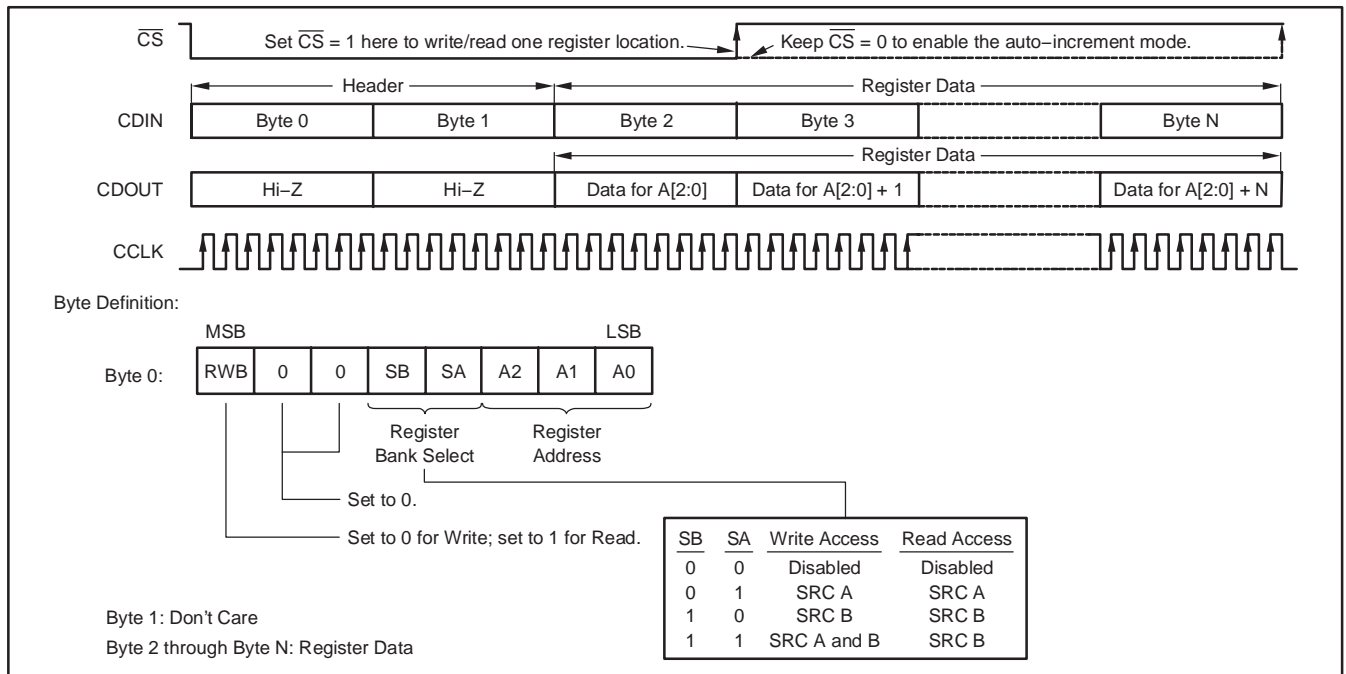 CS Set CS = 1 here to write/read one register location. Keep CS = 0 to enable the auto−increment mode.
Header Register Data
CDIN Byte 0 Byte 1 Byte 2 Byte 3 Byte N
Register Data
CDOUT Hi−Z Hi−Z Data for A[2:0] Data for A[2:0] + 1 Data for A[2:0] + N
CCLK
Byte Definition:
MSB LSB
Byte 0: RWB 0 0 SB SA A2 A1 A0
Register Register
Bank Select Address
Set to 0.
Set to 0 for Write; set to 1 for Read.
SB SA Write Access Read Access
0 0 Disabled Disabled
0 1 SRC A SRC A
1 0 SRC B SRC B
1 1 SRC A and B SRC B
Byte 1: Don't Care
Byte 2 through Byte N: Register Data